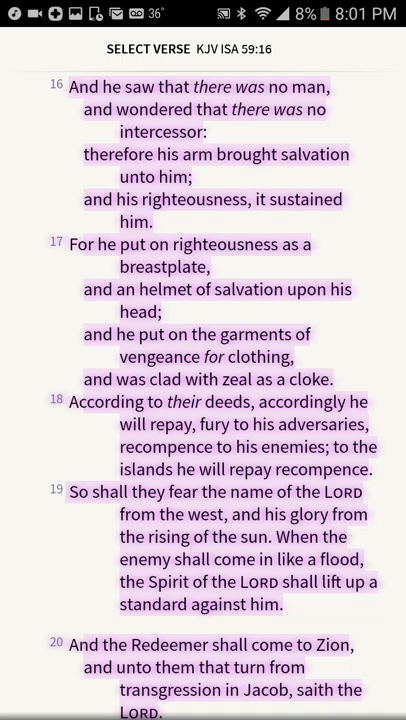 36° 8% 8:01 PM
SELECT VERSE KJV ISA 59:16
16 And he saw that there was no man,
and wondered that there was no
intercessor:
therefore his arm brought salvation
unto him;
and his righteousness, it sustained
him.
17 For he put on righteousness as a
breastplate,
and an helmet of salvation upon his
head;
and he put on the garments of
vengeance for clothing,
and was clad with zeal as a cloke.
18 According to their deeds, accordingly he
will repay, fury to his adversaries,
recompence to his enemies; to the
islands he will repay recompence.
19 So shall they fear the name of the LORD
from the west, and his glory from
the rising of the sun. When the
enemy shall come in like a flood,
the Spirit of the LORD shall lift up a
standard against him.
20 And the Redeemer shall come to Zion,
and unto them that turn from
transgression in Jacob, saith the
LORD.